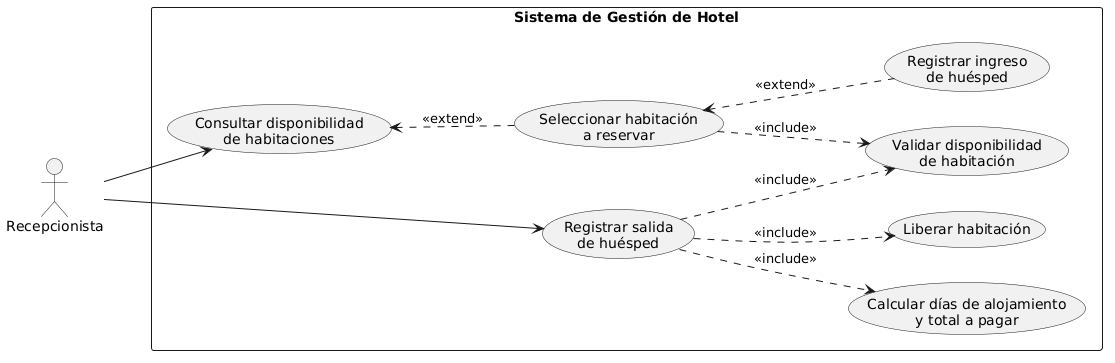 Sistema de Gestión de Hotel
Registrar ingreso
de huésped
«extend»
Consultar disponibilidad
de habitaciones
«extend»
Seleccionar habitación
a reservar
«include»
Validar disponibilidad
de habitación
«include»
Recepcionista
Registrar salida
de huésped
«include»
Liberar habitación
«include»
Calcular días de alojamiento
y total a pagar